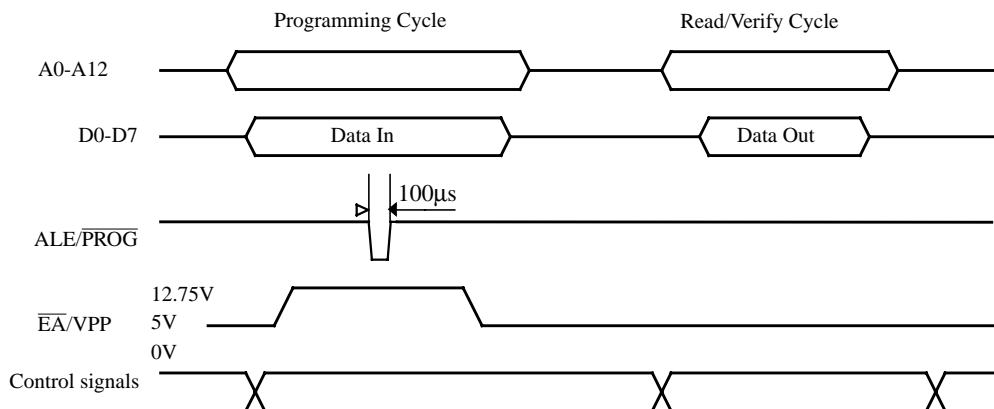 Programming Cycle
Read/Verify Cycle
A0-A12
D0-D7
Data In
Data Out
100μs
ALE/PROG
12.75V
EA/VPP
5V
0V
Control signals